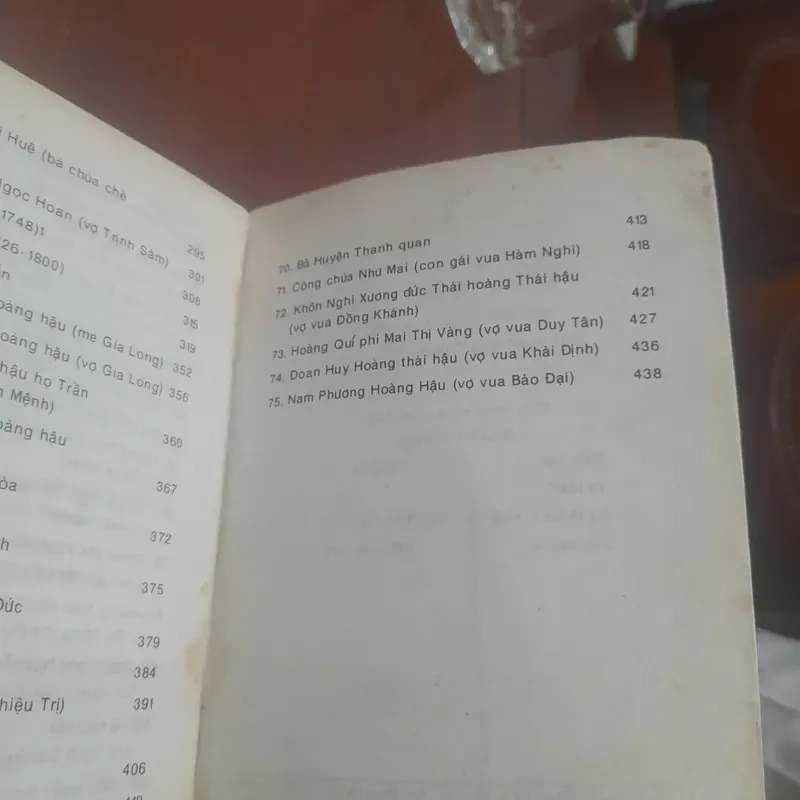 Huệ (bà chúa chè
295
Ngọc Hoan (vợ Trịnh Sâm) 301
1748)1
26-1800) 308
315
oàng hậu (mẹ Gia Long) 319
oàng hậu (vợ Gia Long) 352
hậu họ Trần 356
Mệnh)
oàng hậu 360
òa 367
h 372
375
Đức
379
384
hiệu Trị) 391
406
70. Bà Huyện Thanh quan 413
71. Công chúa Như Mai (con gái vua Hàm Nghi) 418
72. Khôn Nghi Xương đức Thái hoàng Thái hậu
(vợ vua Đồng Khánh) 421
73. Hoàng Quí phi Mai Thị Vàng (vợ vua Duy Tân) 427
74. Đoan Huy Hoàng thái hậu (vợ vua Khải Định) 436
75. Nam Phương Hoàng Hậu (vợ vua Bảo Đại) 438